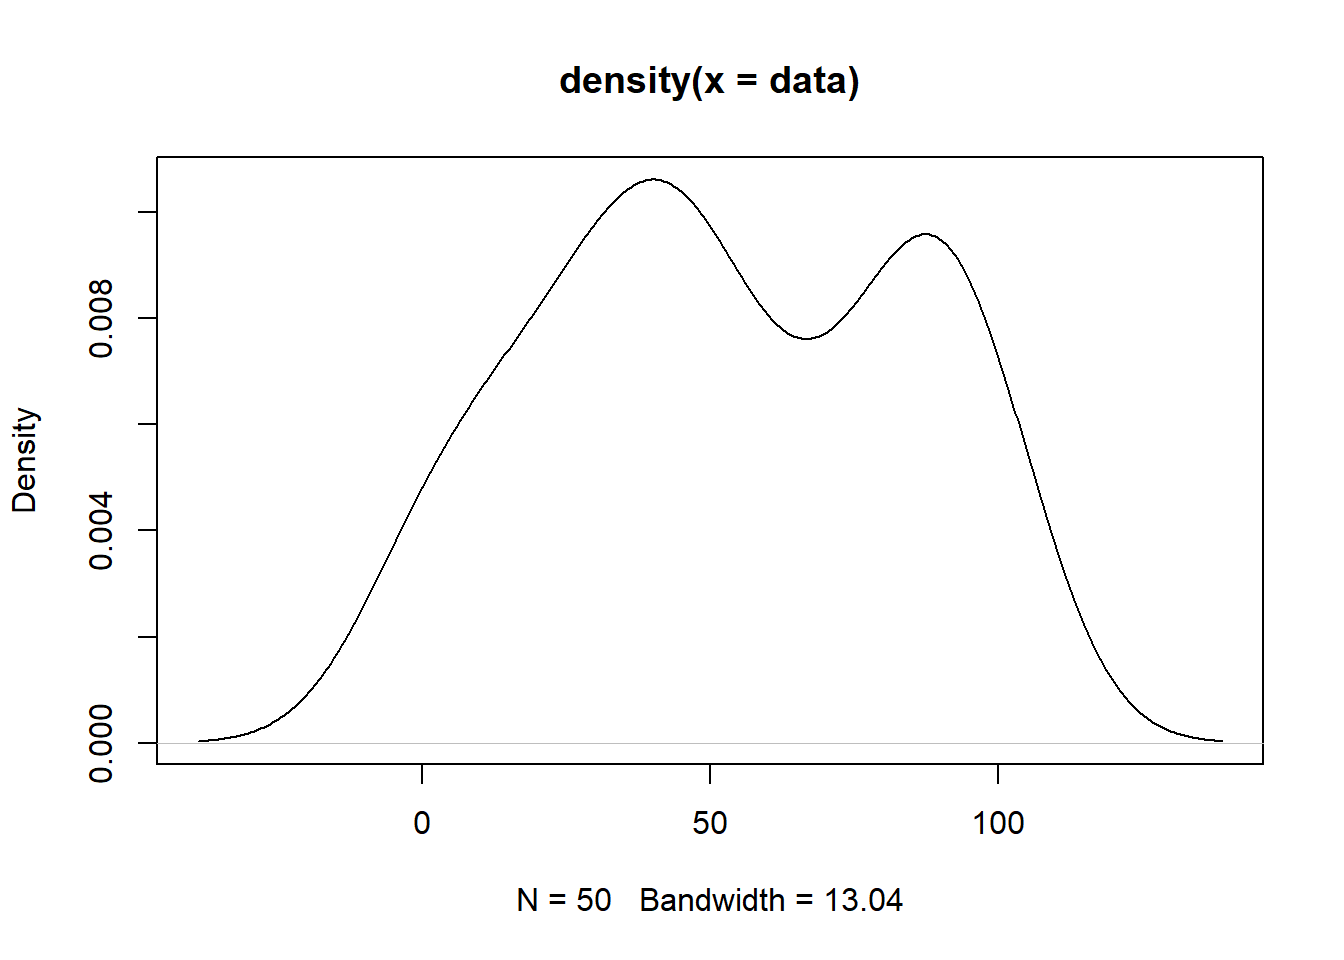 density(x = data)
Density
0.008
0.004
0.000
0 50 100
N = 50 Bandwidth = 13.04